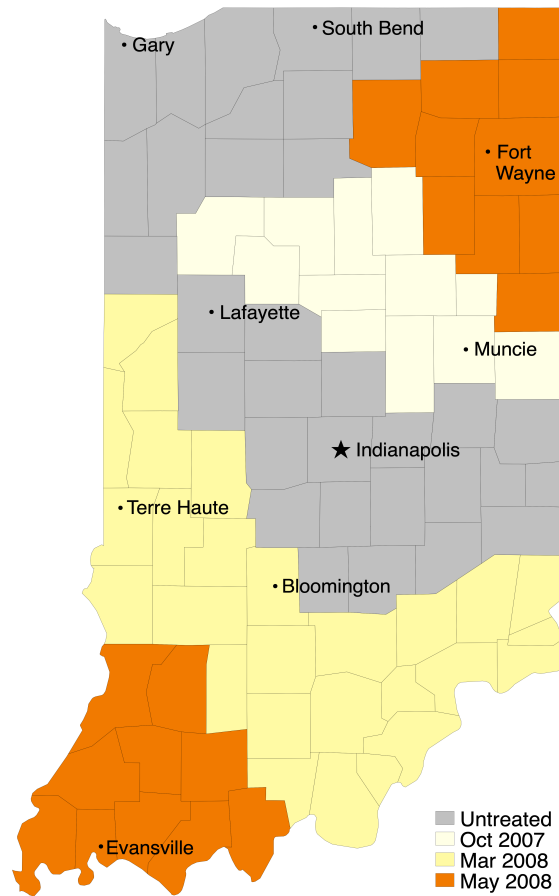 South Bend
Gary
Fort
Wayne
Lafayette
Muncie
Indianapolis
Terre Haute
Bloomington
Evansville
Untreated
Oct 2007
Mar 2008
May 2008